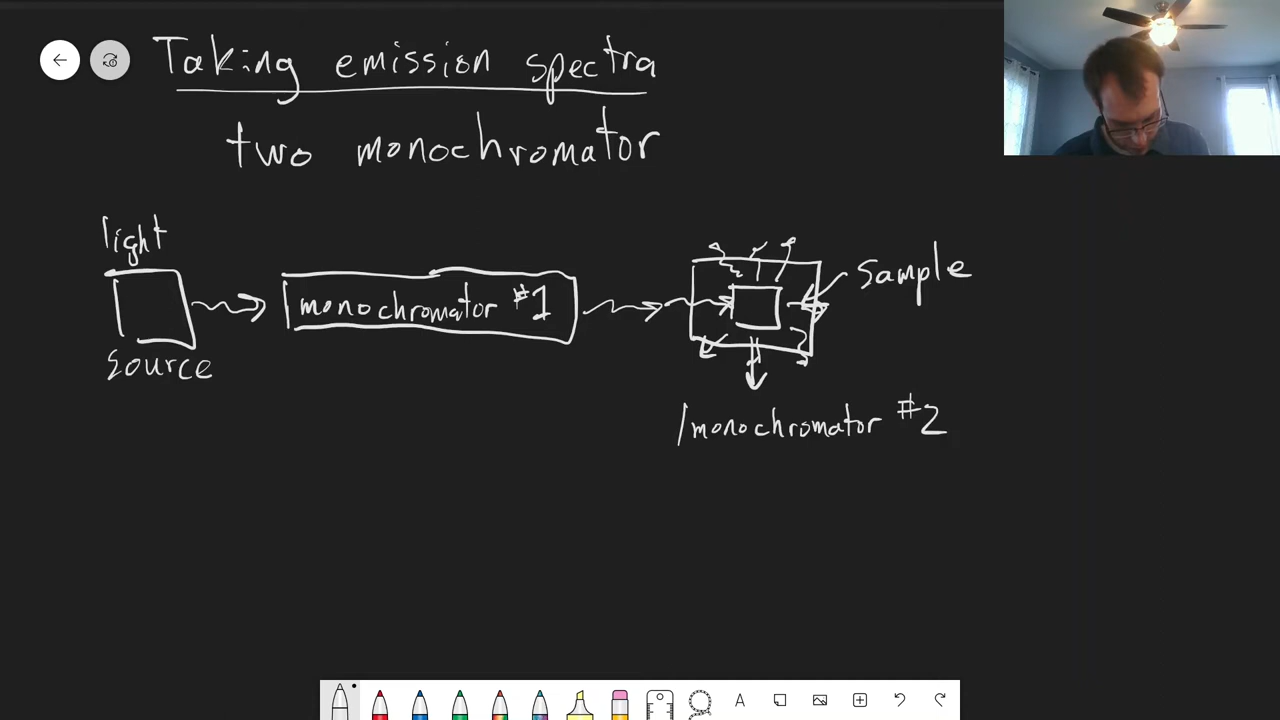 Taking emission spectra
two monochromator
light
source
monochromator #1
sample
monochromator #2
A